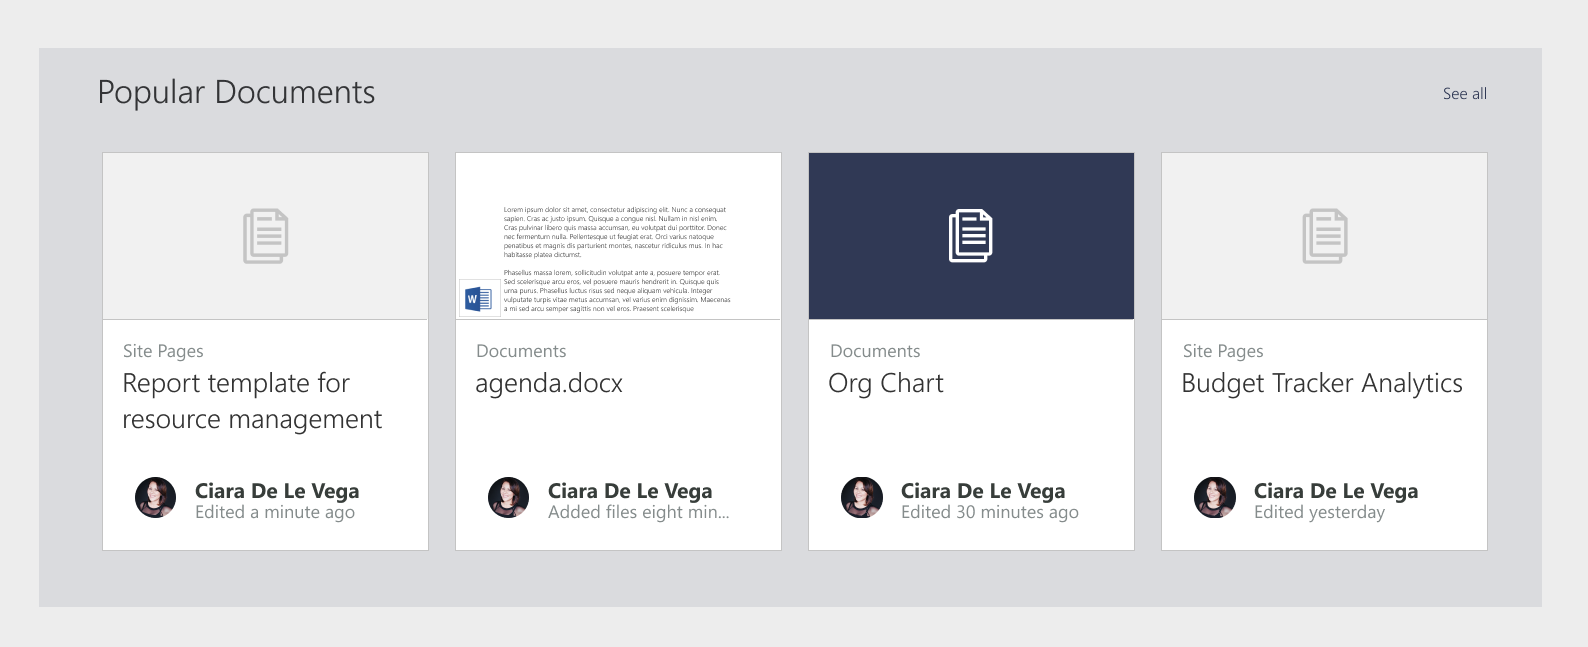 Popular Documents
See all
Lorem ipsum dolor sit amet, consectetur adipiscing elit. Nunc a consequat
sapien. Cras ac justo ipsum. Quisque a congue nisl. Nullam in nisl enim.
Cras pulvinar libero quis massa accumsan, eu volutpat dui porttitor. Donec
nec fermentum nulla. Pellentesque ut feugiat erat. Orci varius natoque
penatibus et magnis dis parturient montes, nascetur ridiculus mus. In hac
habitasse platea dictumst.
Phasellus massa lorem, sollicitudin volutpat ante a, posuere tempor erat.
Sed scelerisque arcu eros, vel posuere mauris hendrerit in. Quisque quis
urna purus. Phasellus luctus risus sed neque aliquam vehicula. Integer
vulputate turpis vitae metus accumsan, vel varius enim dignissim. Maecenas
a mi sed arcu semper sagittis non vel eros. Praesent scelerisque
W
Site Pages
Report template for
resource management
Ciara De Le Vega
Edited a minute ago
Documents
agenda.docx
Ciara De Le Vega
Added files eight min...
Documents
Org Chart
Ciara De Le Vega
Edited 30 minutes ago
Site Pages
Budget Tracker Analytics
Ciara De Le Vega
Edited yesterday